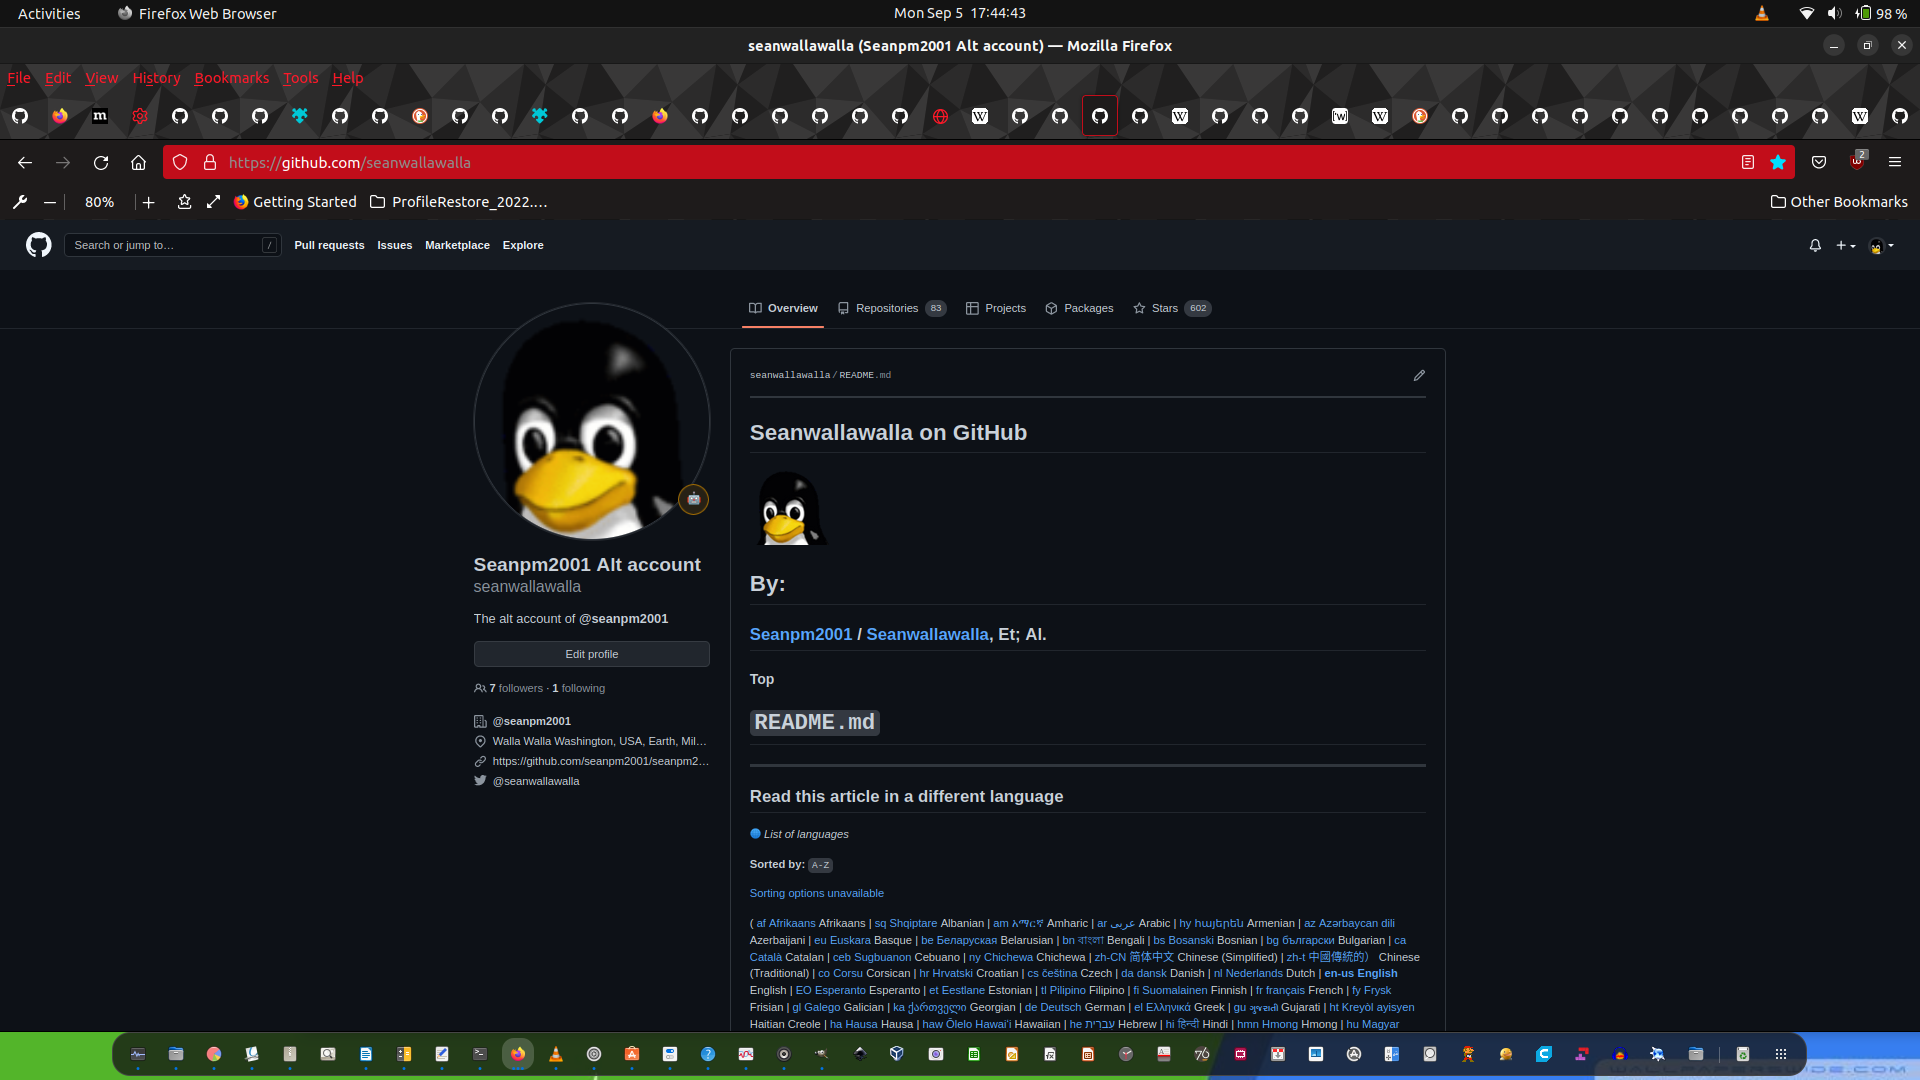 Activities Firefox Web Browser Mon Sep 5 17:44:43 98 %
seanwallawalla (Seanpm2001 Alt account) — Mozilla Firefox
File Edit View History Bookmarks Tools Help
https://github.com/seanwallawalla 2
80% Getting Started ProfileRestore_2022.… Other Bookmarks
Search or jump to… / Pull requests Issues Marketplace Explore
Overview Repositories 83 Projects Packages Stars 602
seanwallawalla/README.md
Seanwallawalla on GitHub
Seanpm2001 Alt account
seanwallawalla
The alt account of @seanpm2001
Edit profile
7 followers · 1 following
@seanpm2001
Walla Walla Washington, USA, Earth, Mil…
https://github.com/seanpm2001/seanpm2…
@seanwallawalla
By:
Seanpm2001 / Seanwallawalla, Et; Al.
Top
README.md
Read this article in a different language
List of languages
Sorted by: A-Z
Sorting options unavailable
( af Afrikaans Afrikaans | sq Shqiptare Albanian | am አማርኛ Amharic | ar عربى Arabic | hy հայերեն Armenian | az Azərbaycan dili
Azerbaijani | eu Euskara Basque | be Беларуская Belarusian | bn বাংলা Bengali | bs Bosanski Bosnian | bg български Bulgarian | ca
Català Catalan | ceb Sugbuanon Cebuano | ny Chichewa Chichewa | zh-CN 简体中文 Chinese (Simplified) | zh-t 中國傳統的） Chinese
(Traditional) | co Corsu Corsican | hr Hrvatski Croatian | cs čeština Czech | da dansk Danish | nl Nederlands Dutch | en-us English
English | EO Esperanto Esperanto | et Eestlane Estonian | tl Pilipino Filipino | fi Suomalainen Finnish | fr français French | fy Frysk
Frisian | gl Galego Galician | ka ქართველი Georgian | de Deutsch German | el Ελληνικά Greek | gu ગુજરાતી Gujarati | ht Kreyòl ayisyen
Haitian Creole | ha Hausa Hausa | haw Ōlelo Hawaiʻi Hawaiian | he עִברִית Hebrew | hi हिन्दी Hindi | hmn Hmong Hmong | hu Magyar
WALLPAPERSWIDE.COM